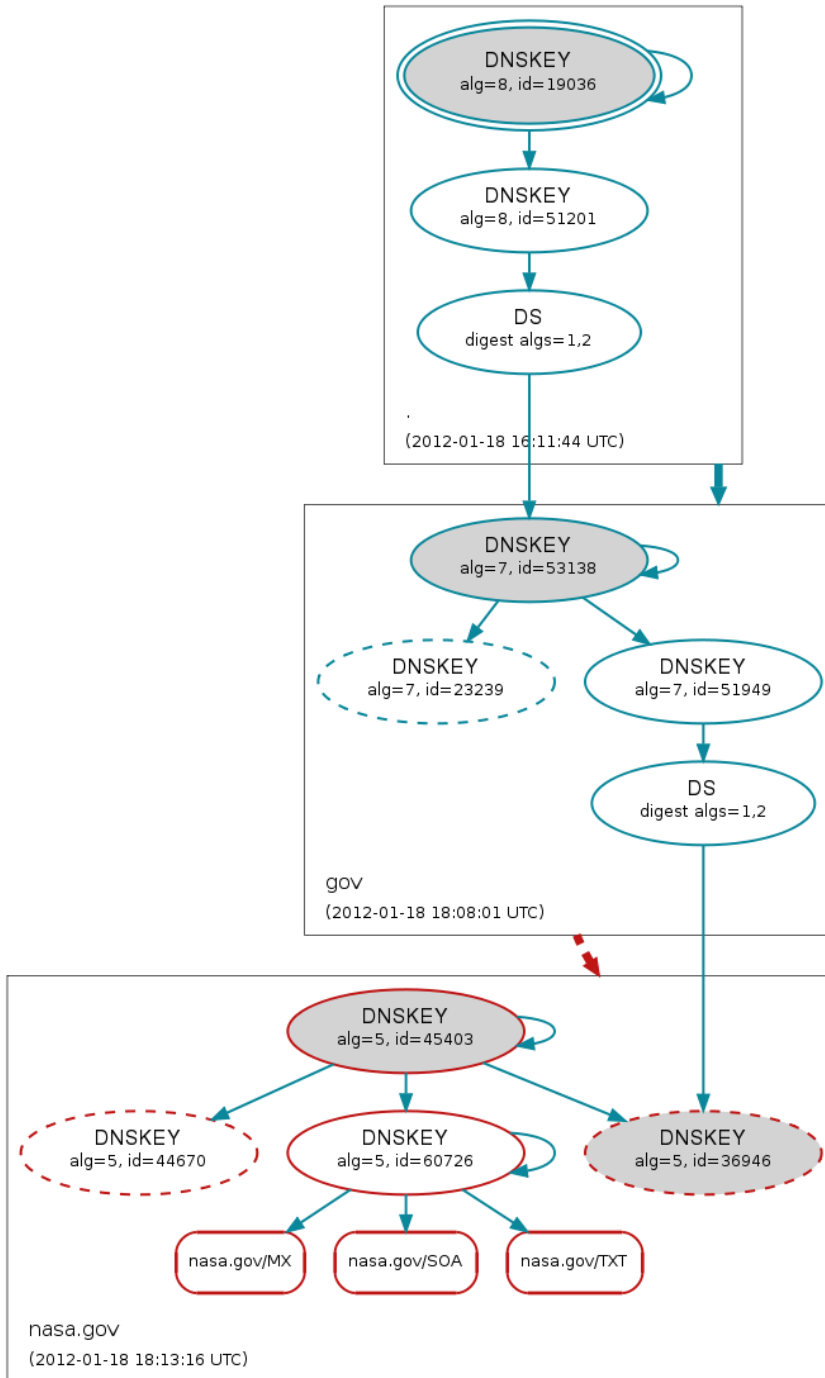 DNSKEY
alg=8, id=19036
DNSKEY
alg=8, id=51201
DS
digest algs=1,2
.
(2012-01-18 16:11:44 UTC)
DNSKEY
alg=7, id=53138
DNSKEY
alg=7, id=23239
DNSKEY
alg=7, id=51949
DS
digest algs=1,2
gov
(2012-01-18 18:08:01 UTC)
DNSKEY
alg=5, id=45403
DNSKEY
alg=5, id=44670
DNSKEY
alg=5, id=60726
DNSKEY
alg=5, id=36946
nasa.gov/MX
nasa.gov/SOA
nasa.gov/TXT
nasa.gov
(2012-01-18 18:13:16 UTC)